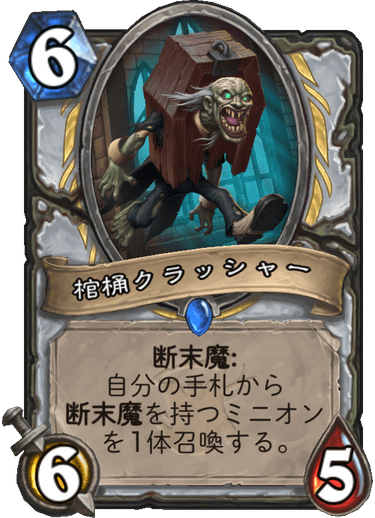 6
棺桶クラッシャー
断末魔:
自分の手札から
断末魔を持つミニオン
を1体召喚する。
6
5